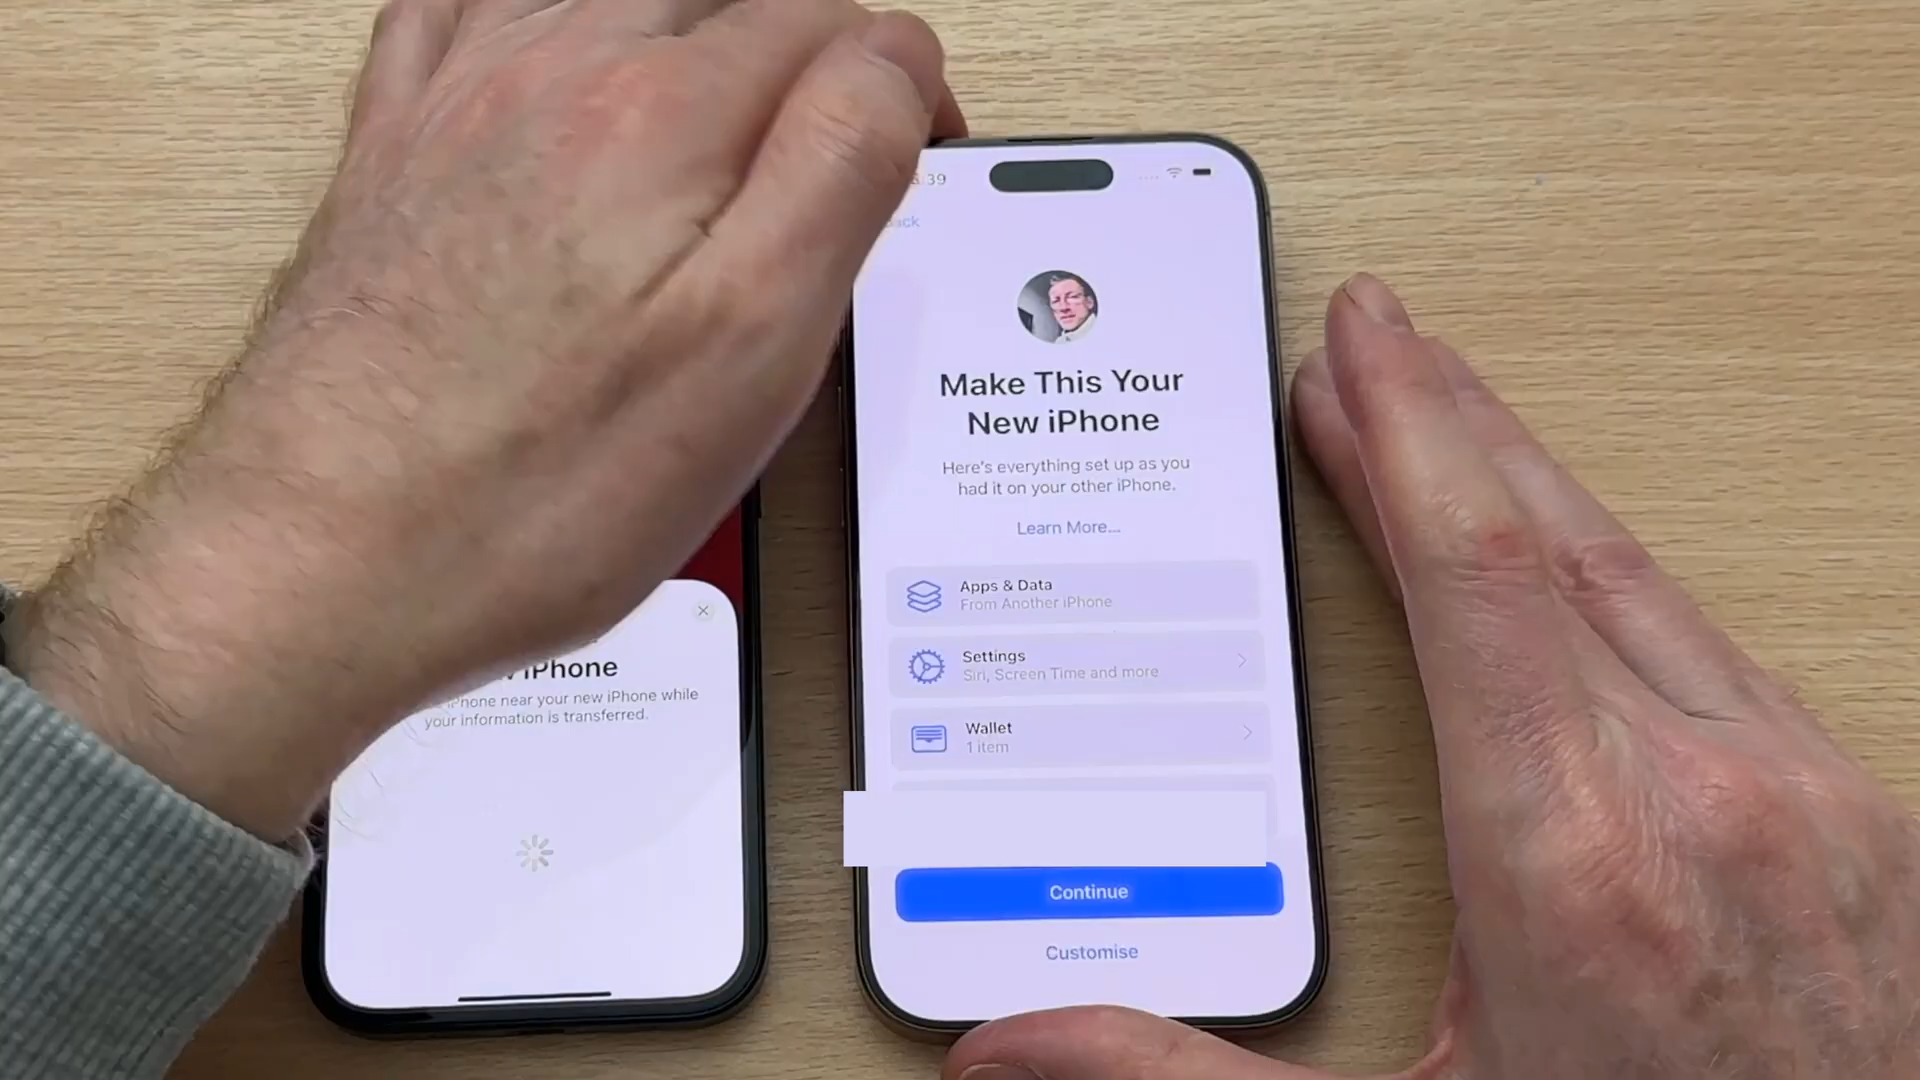 39
Make This Your
New iPhone
Here's everything set up as you
had it on your other iPhone.
Learn More...
Apps & Data
From Another iPhone
Settings
Siri, Screen Time and more
Wallet
1 item
Continue
Customise
iPhone
iPhone near your new iPhone while
your information is transferred.